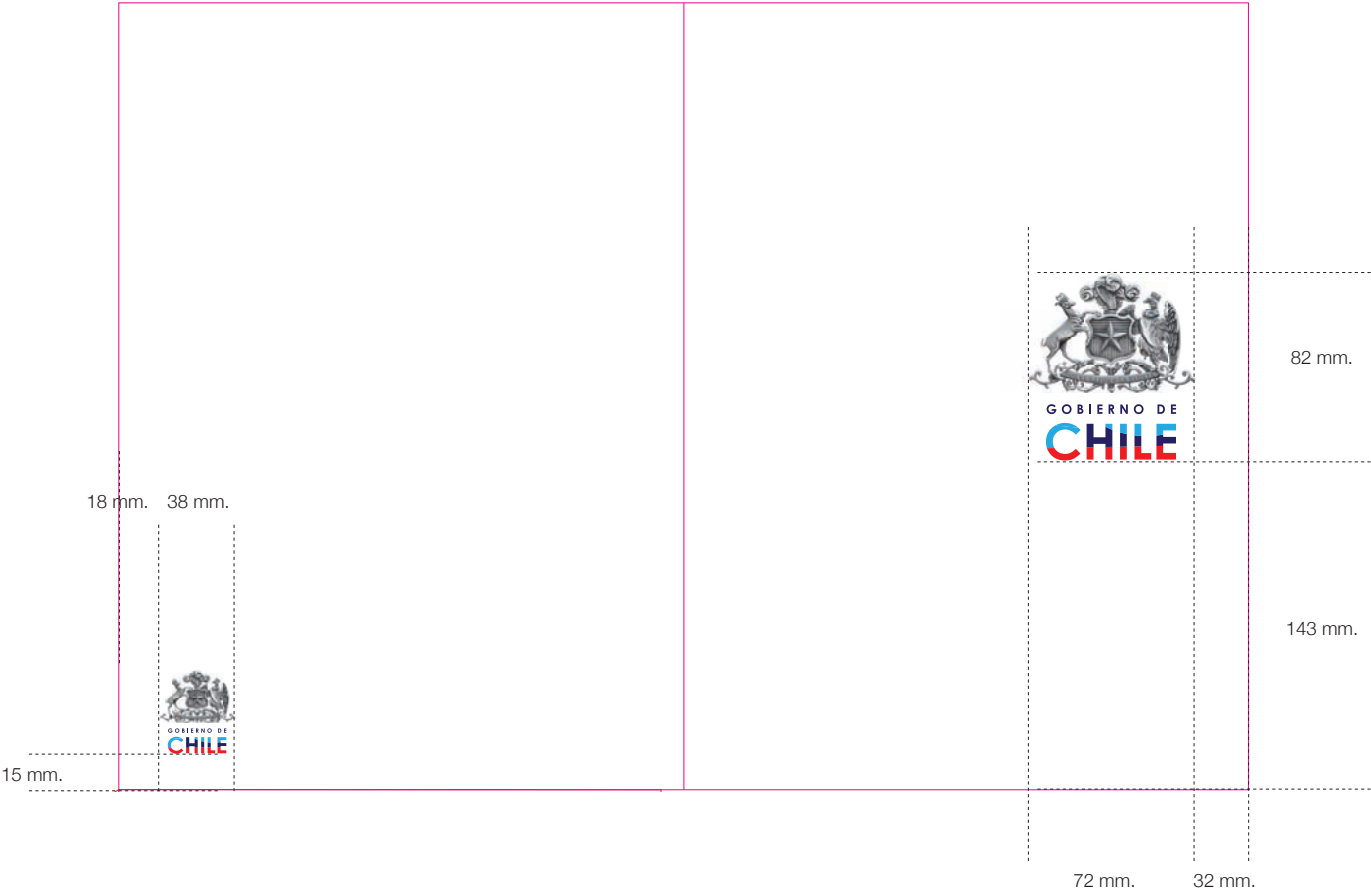 82 mm.
GOBIERNO DE
CHILE
18 mm. 38 mm.
143 mm.
GOBIERNO DE
CHILE
15 mm.
72 mm. 32 mm.